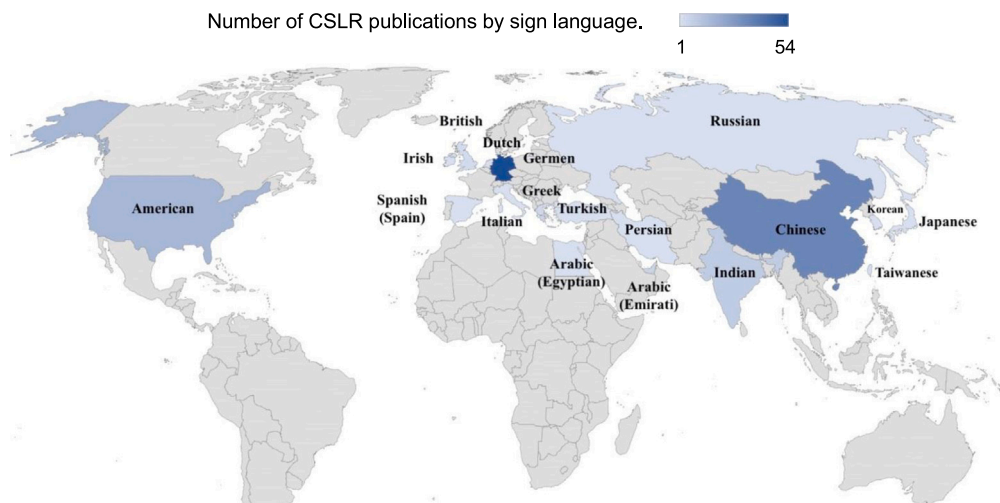 Number of CSLR publications by sign language.
1
54
British
Russian
Dutch
Irish
Germen
Greek
Spanish
(Spain)
Turkish
American
Italian
Korean
Japanese
Persian
Chinese
Arabic
(Egyptian)
Indian
Taiwanese
Arabic
(Emirati)